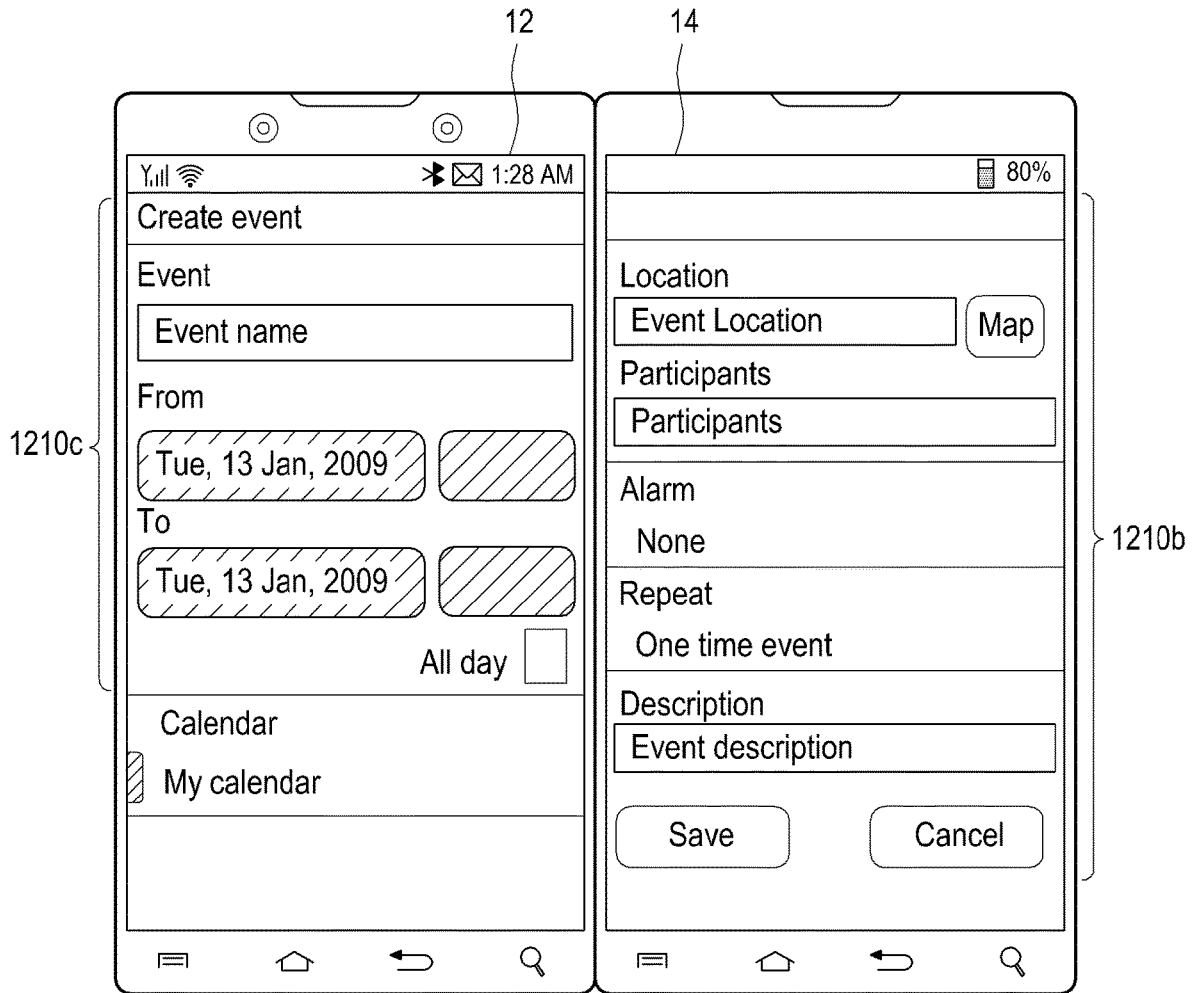 12
14
1:28 AM
80%
Create event
Event
Event name
From
Tue, 13 Jan, 2009
To
Tue, 13 Jan, 2009
All day
Calendar
My calendar
1210c
Location
Event Location
Map
Participants
Participants
Alarm
None
Repeat
One time event
Description
Event description
Save
Cancel
1210b